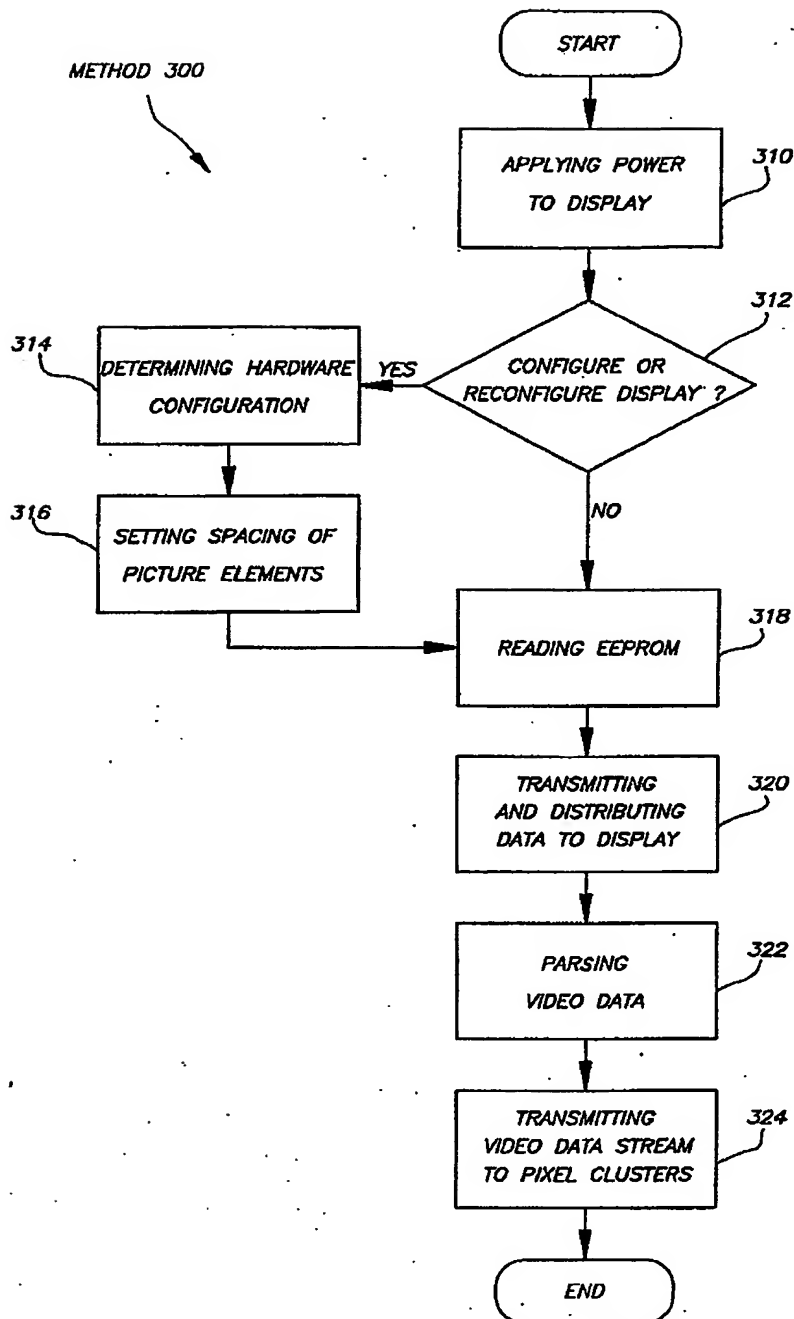 START
METHOD 300
APPLYING POWER
TO DISPLAY
310
312
CONFIGURE OR
RECONFIGURE DISPLAY ?
YES
314
DETERMINING HARDWARE
CONFIGURATION
316
SETTING SPACING OF
PICTURE ELEMENTS
NO
READING EEPROM
318
TRANSMITTING
AND DISTRIBUTING
DATA TO DISPLAY
320
PARSING
VIDEO DATA
322
TRANSMITTING
VIDEO DATA STREAM
TO PIXEL CLUSTERS
324
END